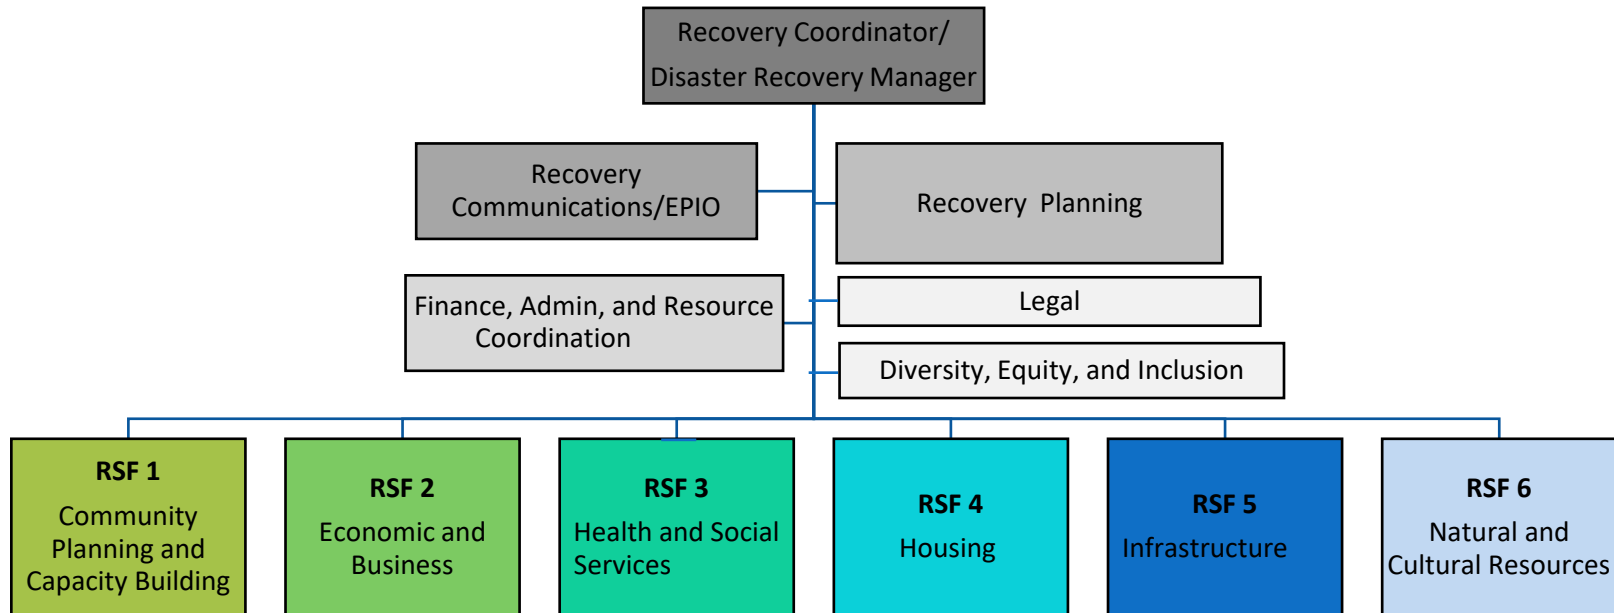 Recovery Coordinator/
Disaster Recovery Manager
Recovery
Communications/EPIO
Recovery Planning
Finance, Admin, and Resource
Coordination
Legal
Diversity, Equity, and Inclusion
RSF 1
Community
Planning and
Capacity Building
RSF 2
Economic and
Business
RSF 3
Health and Social
Services
RSF 4
Housing
RSF 5
Infrastructure
RSF 6
Natural and
Cultural Resources